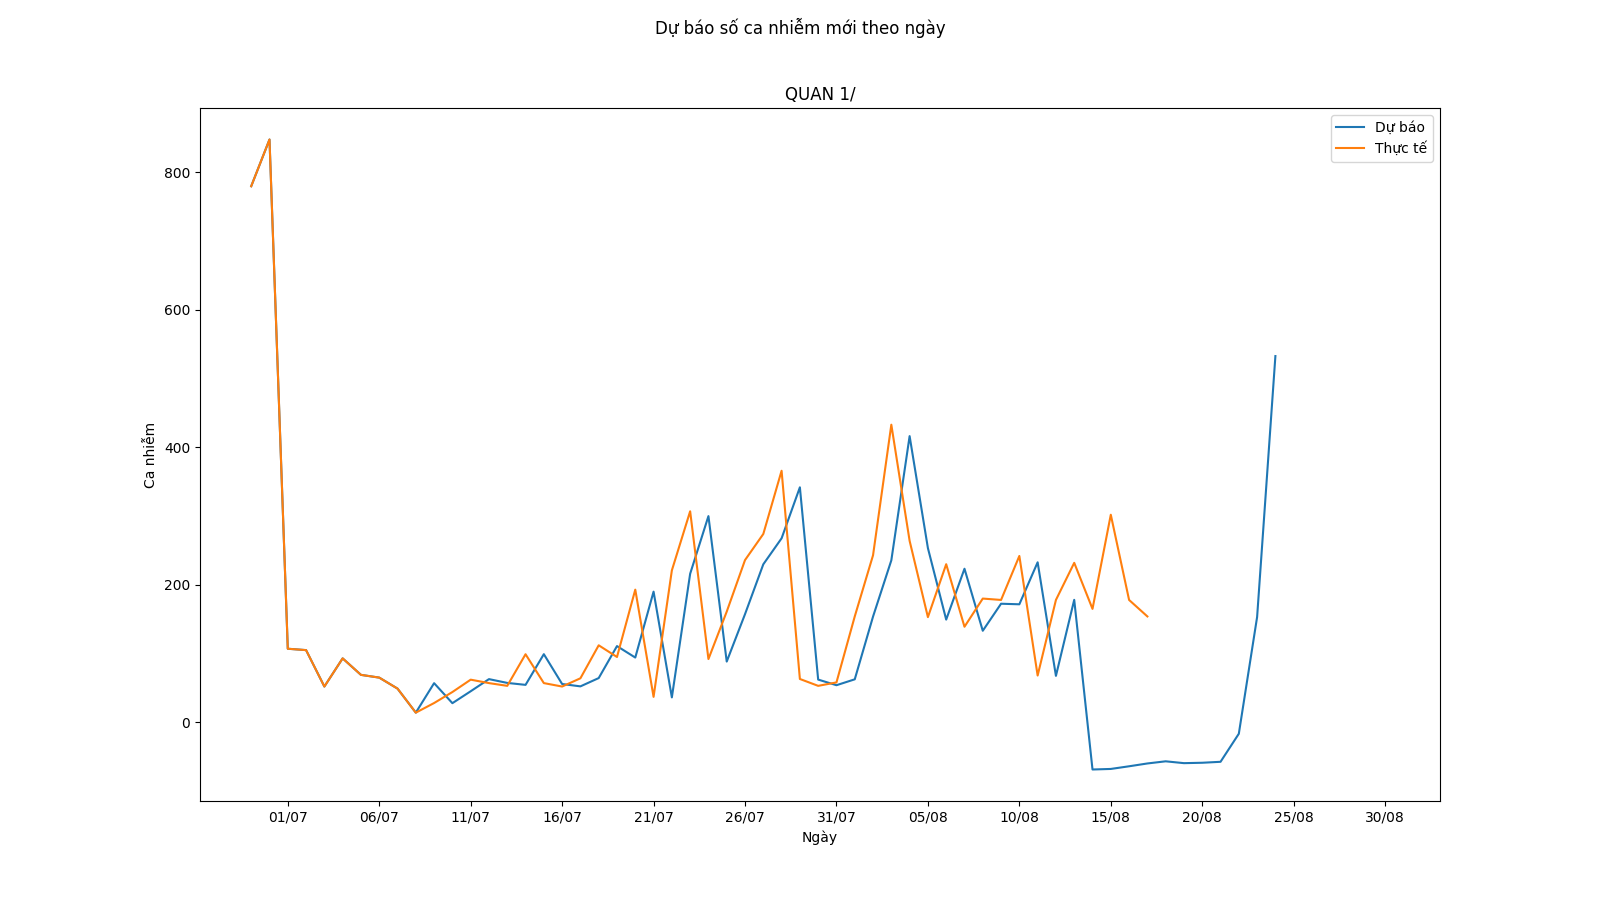 Dự báo số ca nhiễm mới theo ngày
QUAN 1/
Dự báo
Thực tế
800
600
400
200
0
Ca nhiễm
01/07 06/07 11/07 16/07 21/07 26/07 31/07 05/08 10/08 15/08 20/08 25/08 30/08
Ngày